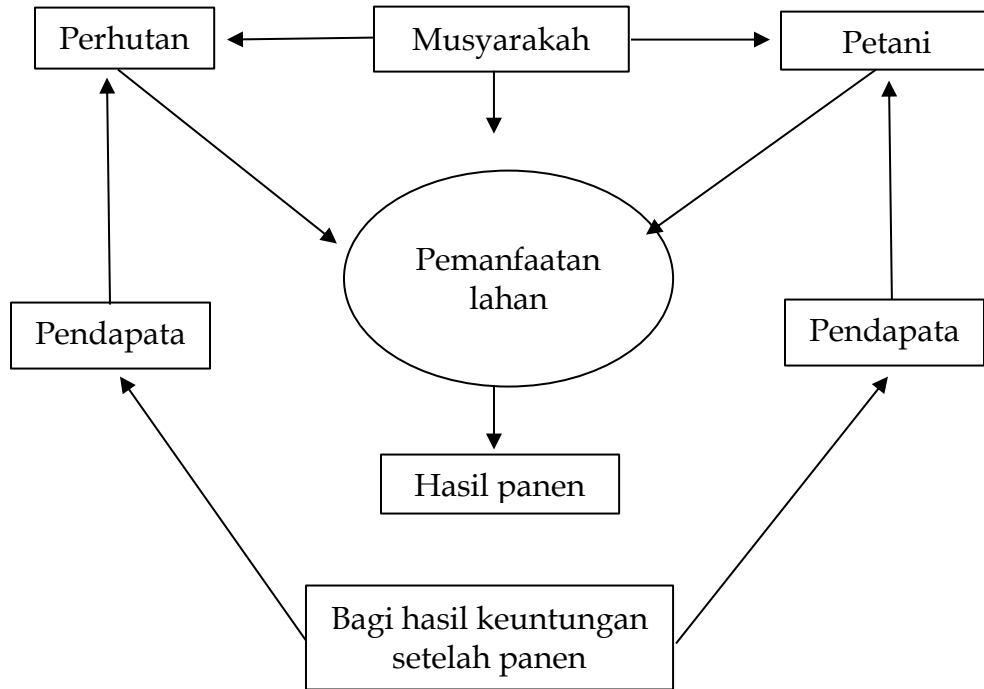 Perhutan
Musyarakah
Petani
Pemanfaatan
lahan
Pendapata
Pendapata
Hasil panen
Bagi hasil keuntungan
setelah panen